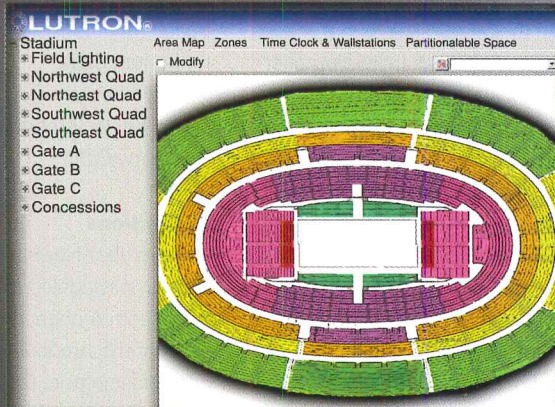 LUTRON®
Stadium
Field Lighting
Northwest Quad
Northeast Quad
Southwest Quad
Southeast Quad
Gate A
Gate B
Gate C
Concessions
Area Map Zones Time Clock & Wallstations Partitionalable Space
Modify